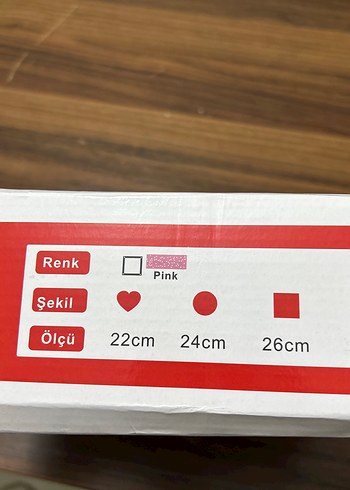 Renk
Pink
Şekil
Ölçü 22cm 24cm 26cm